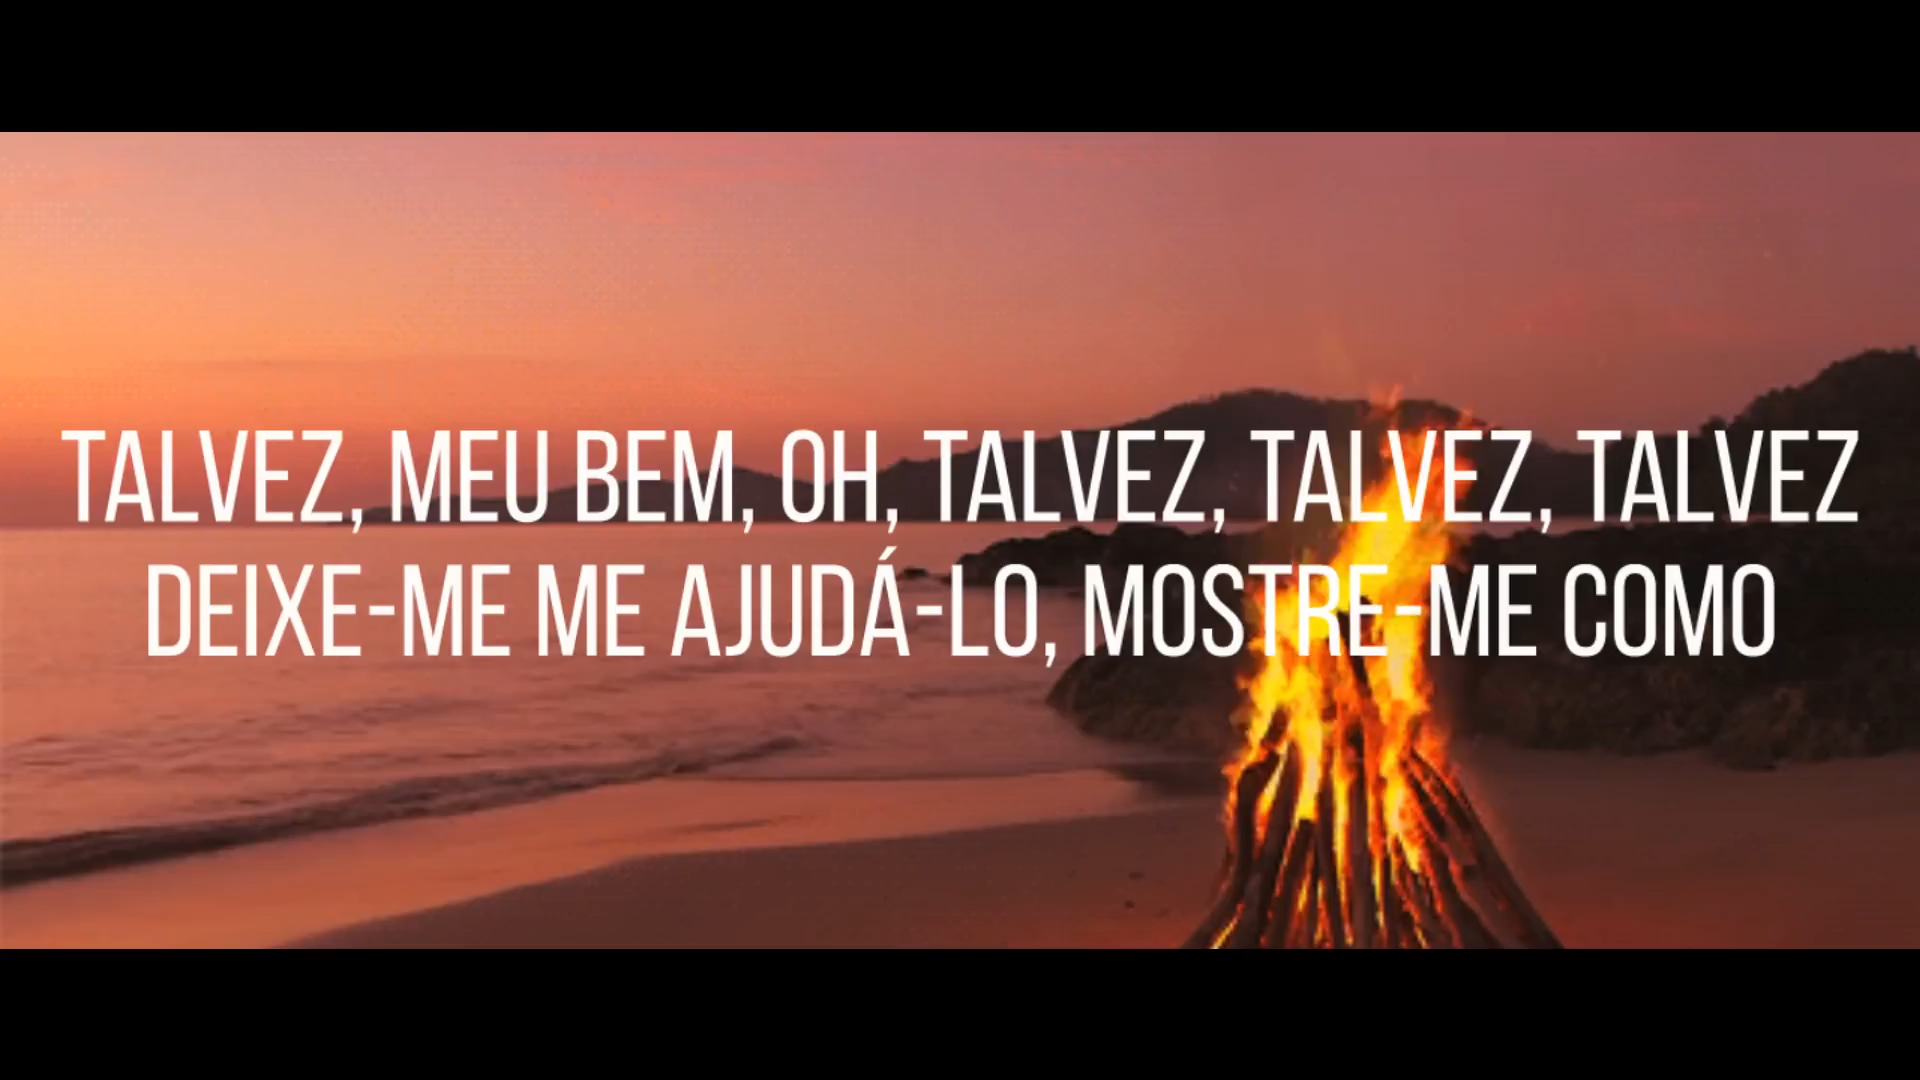 TALVEZ, MEU BEM, OH, TALVEZ, TALVEZ, TALVEZ
DEIXE-ME ME AJUDÁ-LO, MOSTRE-ME COMO